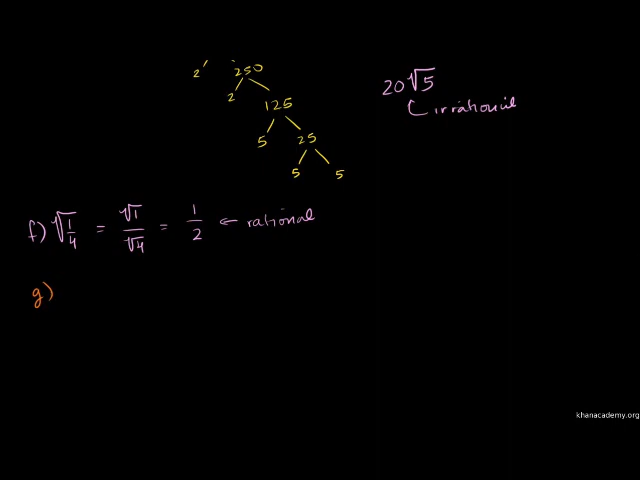 2 250
20√5
2 125
irrational
5 25
5 5
f) √(1/4) = √1/√4 = 1/2 ← rational
g)
khanacademy.org